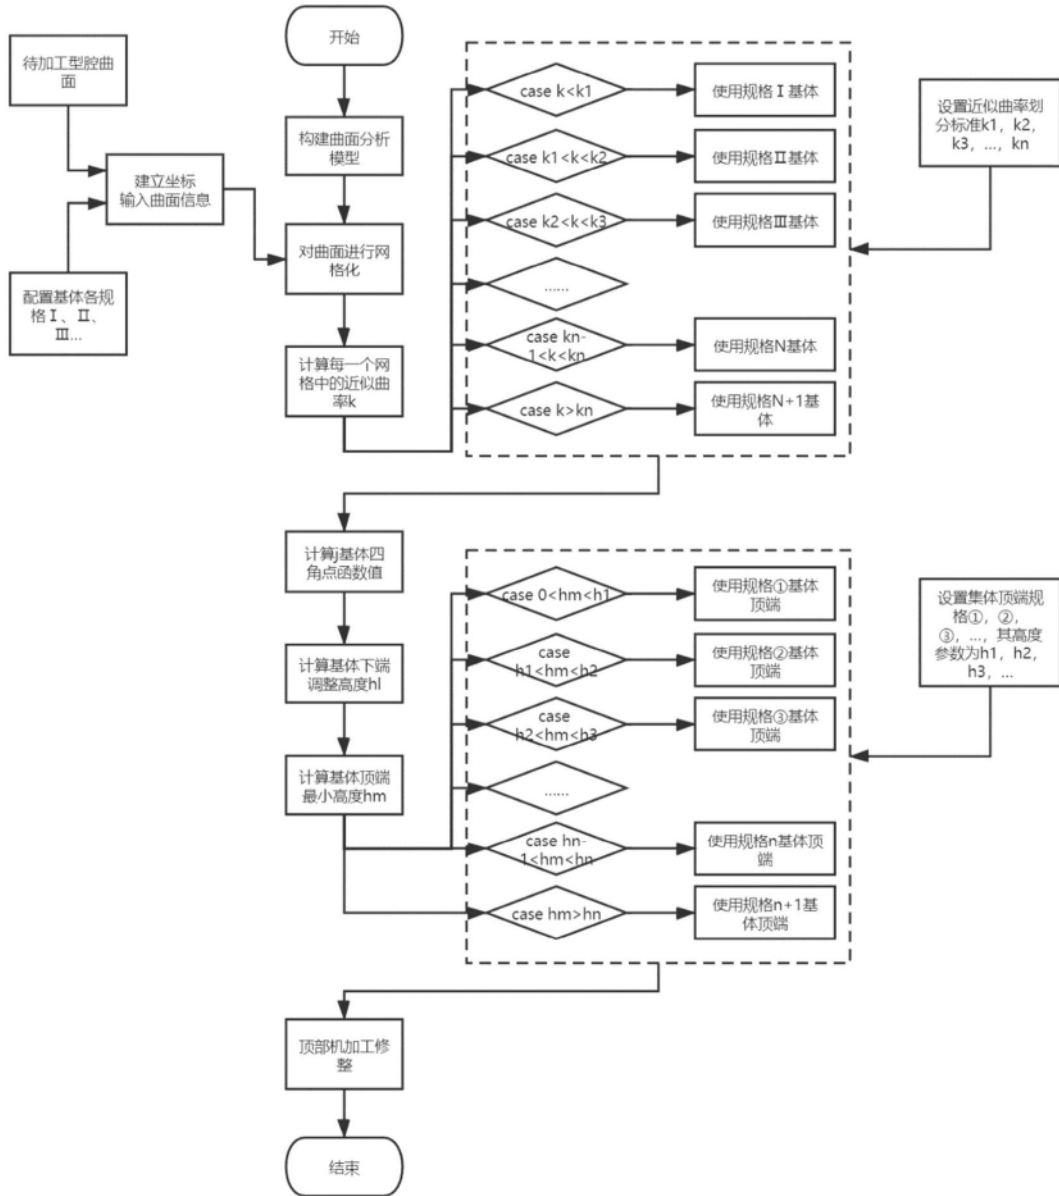 开始
待加工型腔曲
面
构建曲面分析
模型
建立坐标
输入曲面信息
对曲面进行网
格化
配置基体各规
格Ⅰ、Ⅱ、
Ⅲ...
计算每一个网
格中的近似曲
率k
case k<k1
使用规格Ⅰ基体
case k1<k<k2
使用规格Ⅱ基体
case k2<k<k3
使用规格Ⅲ基体
......
case kn-
1<k<kn
使用规格N基体
case k>kn
使用规格N+1基
体
设置近似曲率划
分标准k1，k2，
k3，...，kn
计算j基体四
角点函数值
计算基体下端
调整高度hl
计算基体顶端
最小高度hm
case 0<hm<h1
使用规格①基体
顶端
case
h1<hm<h2
使用规格②基体
顶端
case
h2<hm<h3
使用规格③基体
顶端
......
case hn-
1<hm<hn
使用规格n基体顶
端
case hm>hn
使用规格n+1基
体顶端
设置集体顶端规
格①，②，
③，...，其高度
参数为h1，h2，
h3，...
顶部机加工修
整
结束